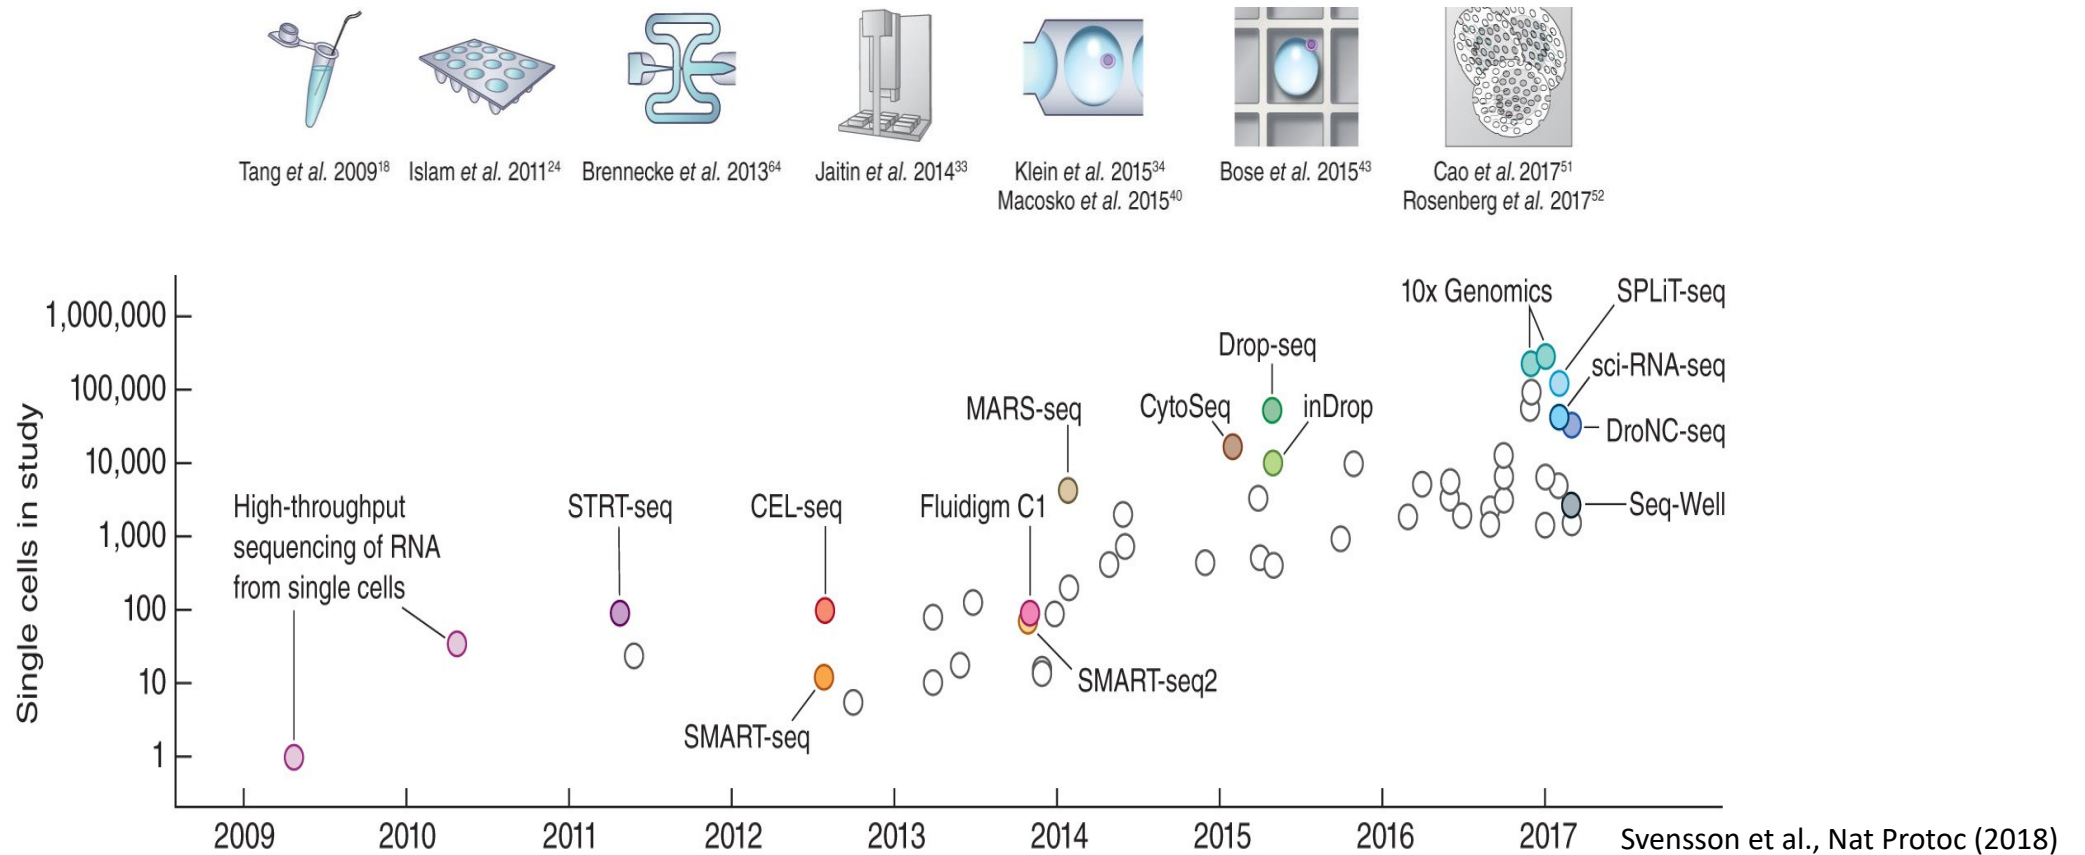 Tang et al. 2009¹⁸
Islam et al. 2011²⁴
Brennecke et al. 2013⁶⁴
Jaitin et al. 2014³³
Klein et al. 2015³⁴
Macosko et al. 2015⁴⁰
Bose et al. 2015⁴³
Cao et al. 2017⁵¹
Rosenberg et al. 2017⁵²
Single cells in study
1,000,000
100,000
10,000
1,000
100
10
1
High-throughput
sequencing of RNA
from single cells
STRT-seq
CEL-seq
SMART-seq
Fluidigm C1
SMART-seq2
MARS-seq
CytoSeq
Drop-seq
inDrop
10x Genomics
SPLiT-seq
sci-RNA-seq
DroNC-seq
Seq-Well
2009
2010
2011
2012
2013
2014
2015
2016
2017
Svensson et al., Nat Protoc (2018)